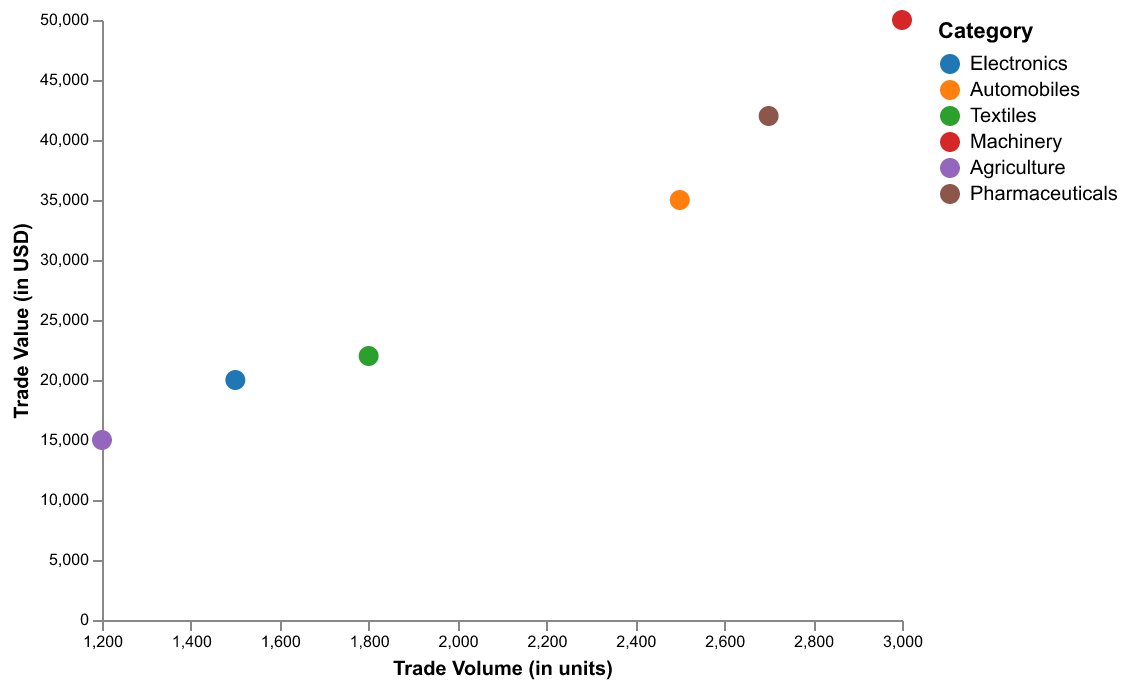 50,000
45,000
40,000
35,000
30,000
25,000
20,000
15,000
10,000
5,000
0
Trade Value (in USD)
1,200 1,400 1,600 1,800 2,000 2,200 2,400 2,600 2,800 3,000
Trade Volume (in units)
Category
Electronics
Automobiles
Textiles
Machinery
Agriculture
Pharmaceuticals